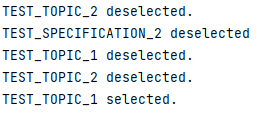 TEST_TOPIC_2 deselected.
TEST_SPECIFICATION_2 deselected
TEST_TOPIC_1 deselected.
TEST_TOPIC_2 deselected.
TEST_TOPIC_1 selected.